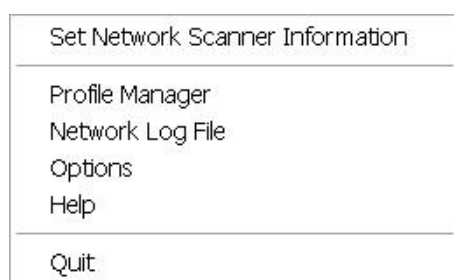 Set Network Scanner Information
Profile Manager
Network Log File
Options
Help
Quit